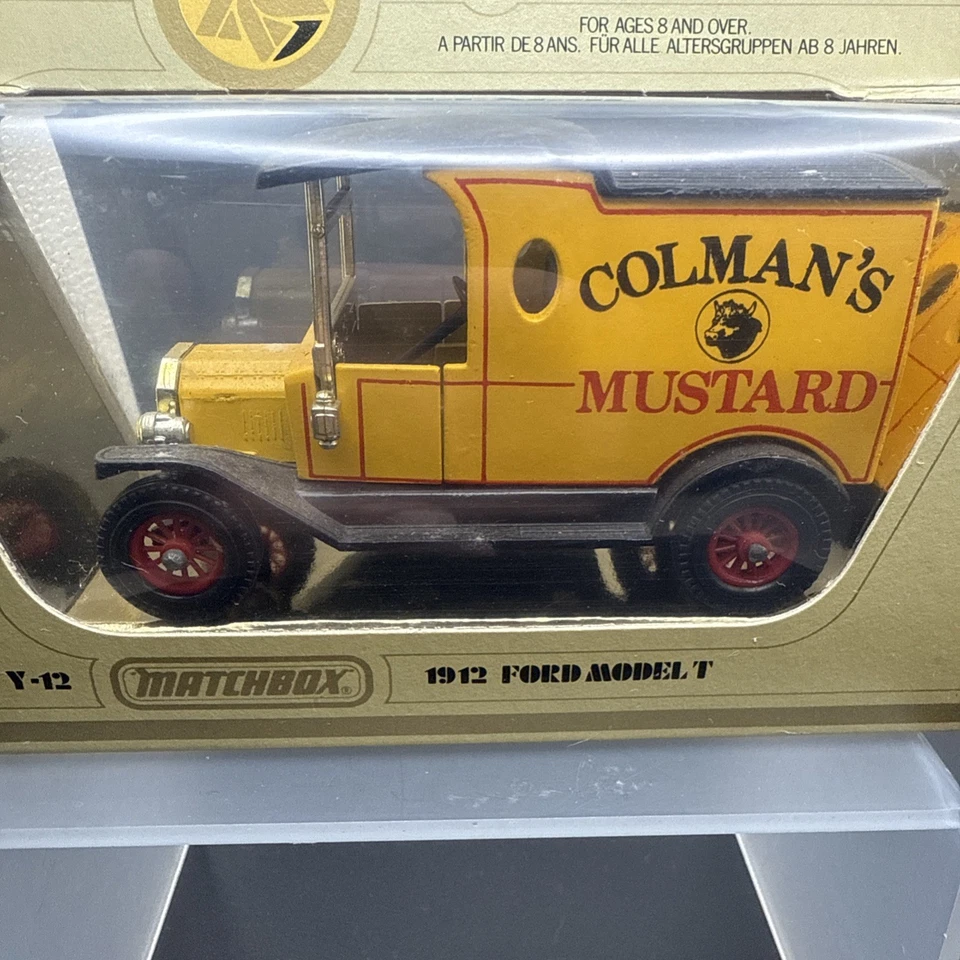 FOR AGES 8 AND OVER.
A PARTIR DE 8 ANS. FÜR ALLE ALTERSGRUPPEN AB 8 JAHREN.
COLMAN'S
MUSTARD
Y-12
MATCHBOX®
1912 FORD MODEL T